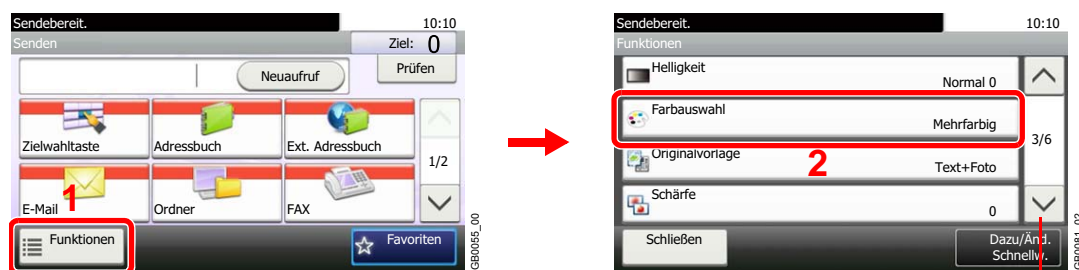 Sendebereit. 10:10
Senden Ziel: 0
Neuaufruf Prüfen
Zielwahltaste Adressbuch Ext. Adressbuch
1/2
E-Mail Ordner FAX
1
Funktionen Favoriten
GB0055_00
Sendebereit. 10:10
Funktionen
Helligkeit
Normal 0
Farbauswahl
Mehrfarbig
3/6
Originalvorlage
Text+Foto
2
Schärfe
0
Schließen Dazu/Änd.
Schnellw.
GB0081_02